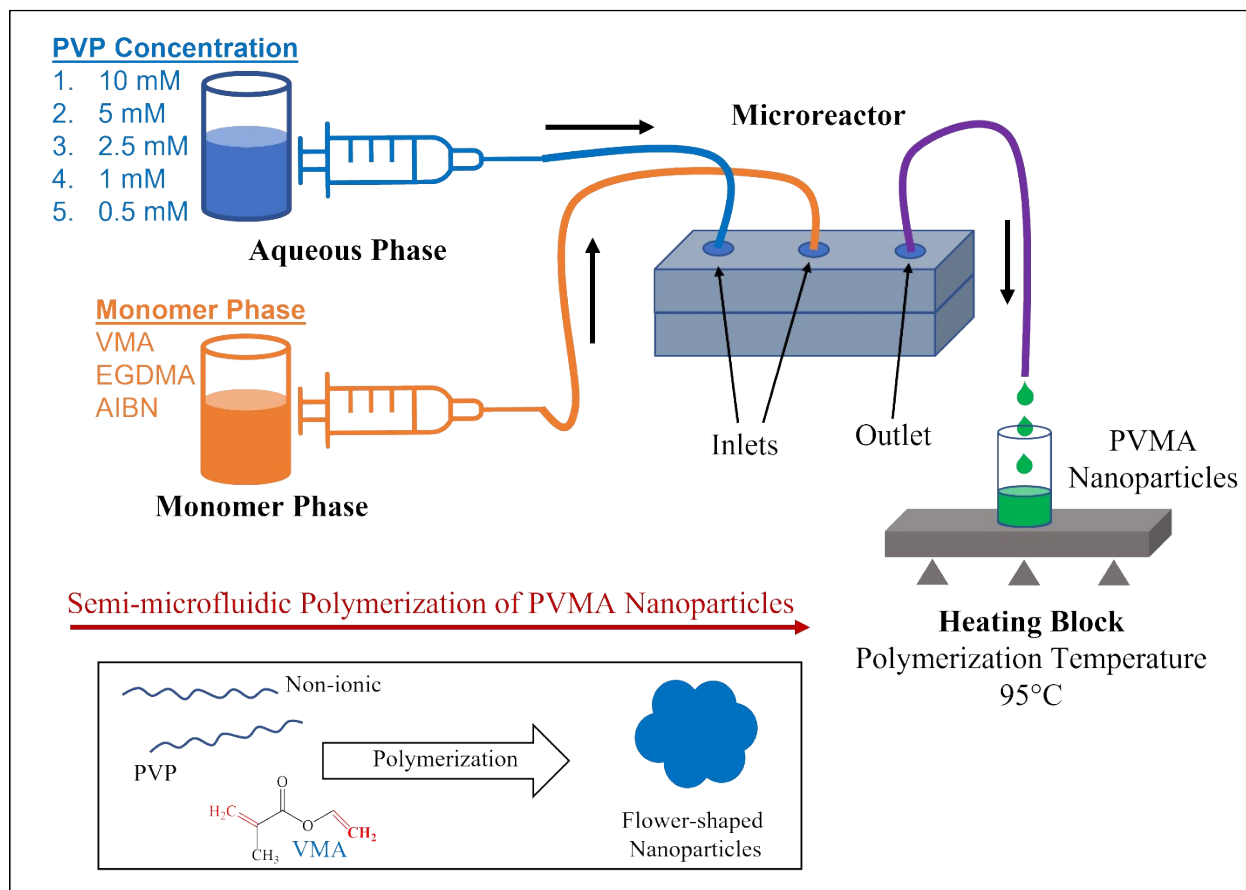 PVP Concentration
1. 10 mM
2. 5 mM
3. 2.5 mM
4. 1 mM
5. 0.5 mM
Aqueous Phase
Microreactor
Monomer Phase
VMA
EGDMA
AIBN
Monomer Phase
Inlets
Outlet
PVMA
Nanoparticles
Heating Block
Polymerization Temperature
95°C
Semi-microfluidic Polymerization of PVMA Nanoparticles
Non-ionic
PVP
Polymerization
O
H₂C
O
CH₂
CH₃
VMA
Flower-shaped
Nanoparticles